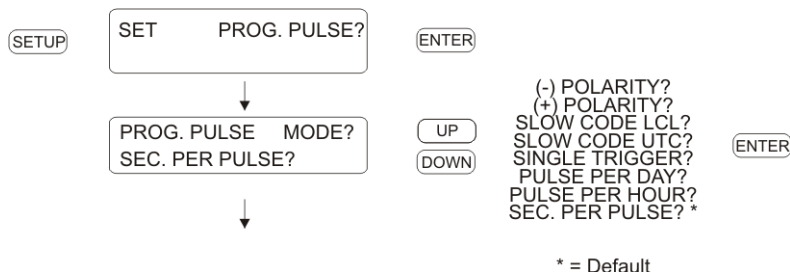 SETUP
SET PROG. PULSE?
ENTER
PROG. PULSE MODE?
SEC. PER PULSE?
UP
DOWN
(-) POLARITY?
(+) POLARITY?
SLOW CODE LCL?
SLOW CODE UTC?
SINGLE TRIGGER?
PULSE PER DAY?
PULSE PER HOUR?
SEC. PER PULSE? *
ENTER
* = Default